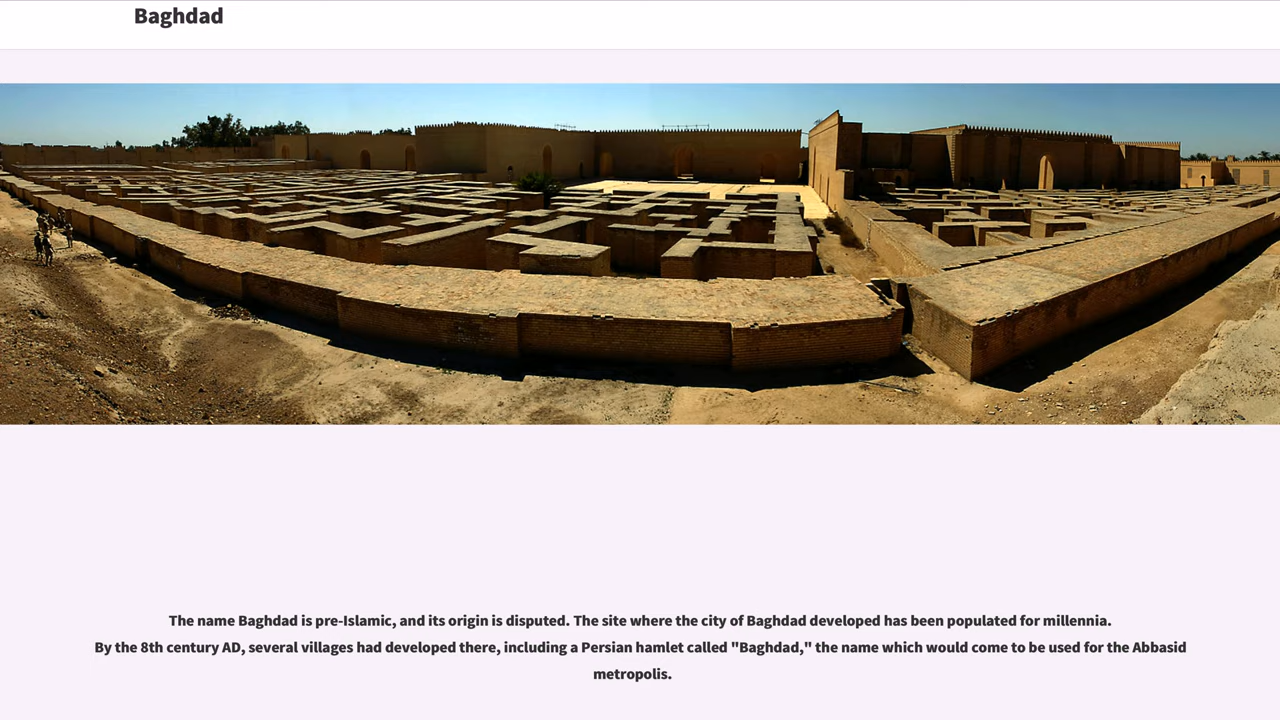 Baghdad
The name Baghdad is pre-Islamic, and its origin is disputed. The site where the city of Baghdad developed has been populated for millennia.
By the 8th century AD, several villages had developed there, including a Persian hamlet called "Baghdad," the name which would come to be used for the Abbasid
metropolis.